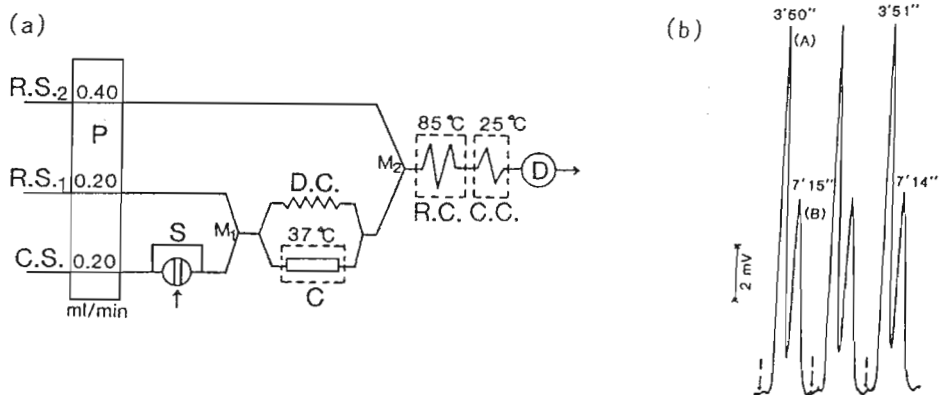 (a)
R.S.2 0.40
P
R.S.1 0.20
C.S. 0.20
ml/min
S
M1
D.C.
37 ℃
C
M2
85 ℃ 25 ℃
R.C. C.C.
D
(b)
3'50" 3'51"
(A)
7'15" 7'14"
(B)
2 mV